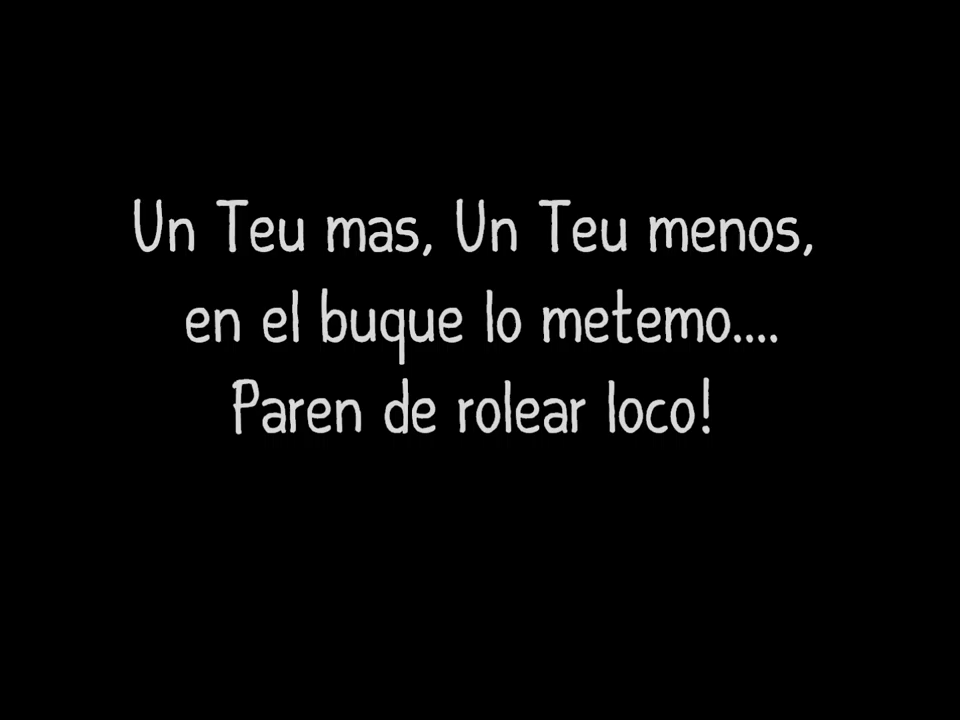 Un Teu mas, Un Teu menos,
en el buque lo metemo....
Paren de rolear loco!